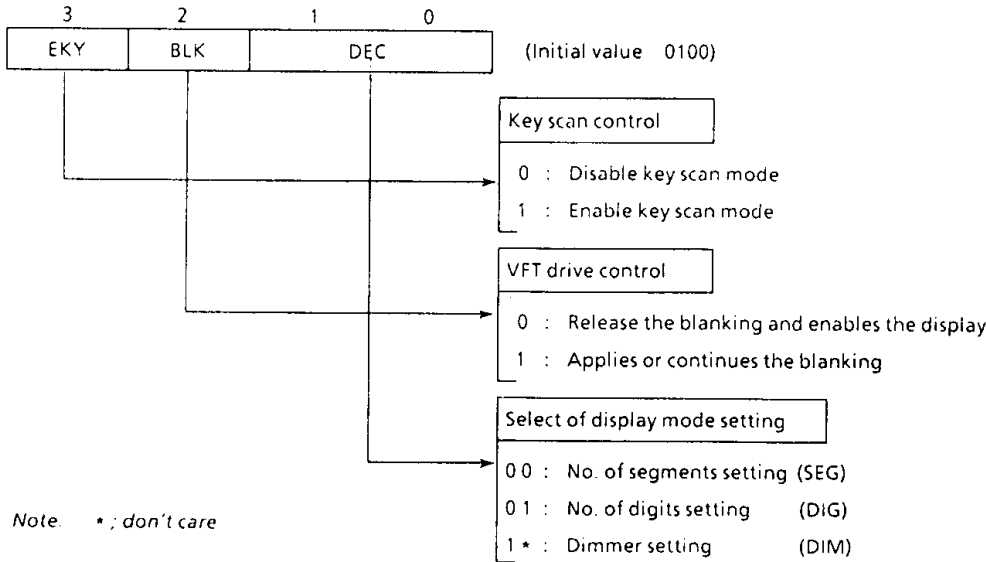 3 2 1 0
EKY BLK DEC (Initial value 0100)
Key scan control
0 : Disable key scan mode
1 : Enable key scan mode
VFT drive control
0 : Release the blanking and enables the display
1 : Applies or continues the blanking
Select of display mode setting
0 0 : No. of segments setting (SEG)
0 1 : No. of digits setting (DIG)
1 * : Dimmer setting (DIM)
Note. * ; don't care